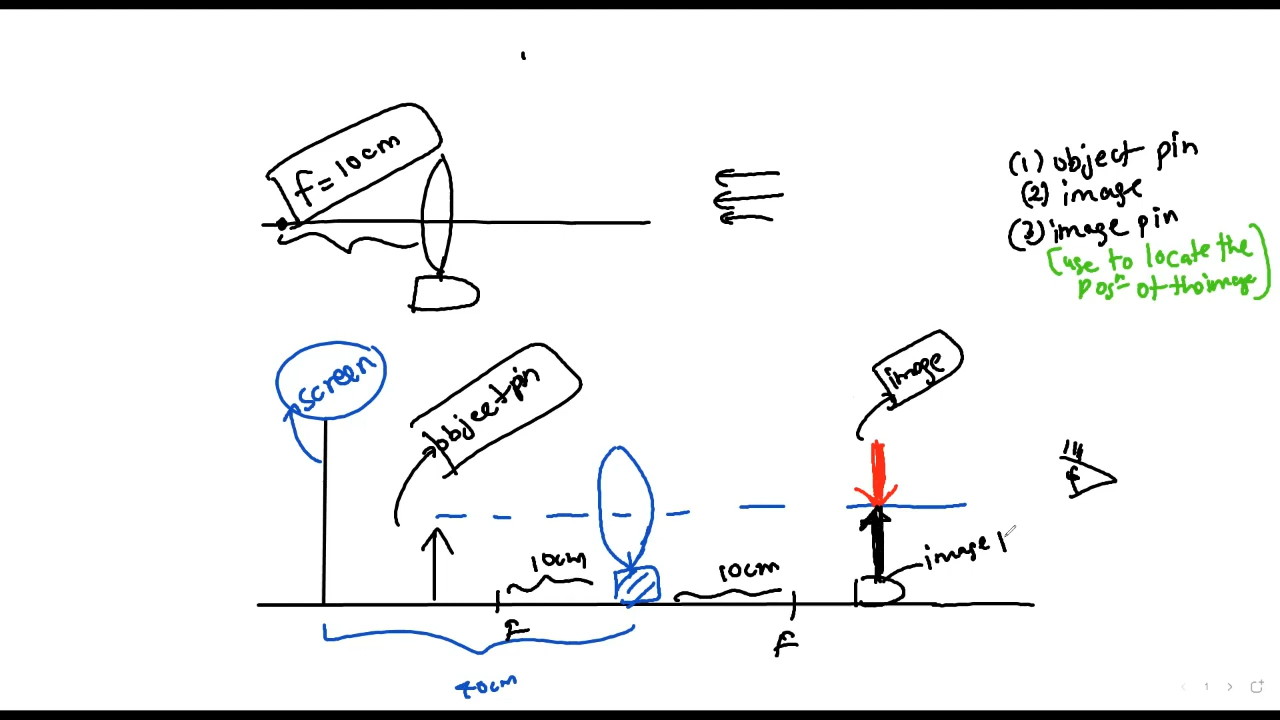 f=10cm
(1) object pin
(2) image
(3) image pin
[use to locate the
posn of the image]
screen
object pin
image
10cm
10cm
image p
F
F
40cm
1